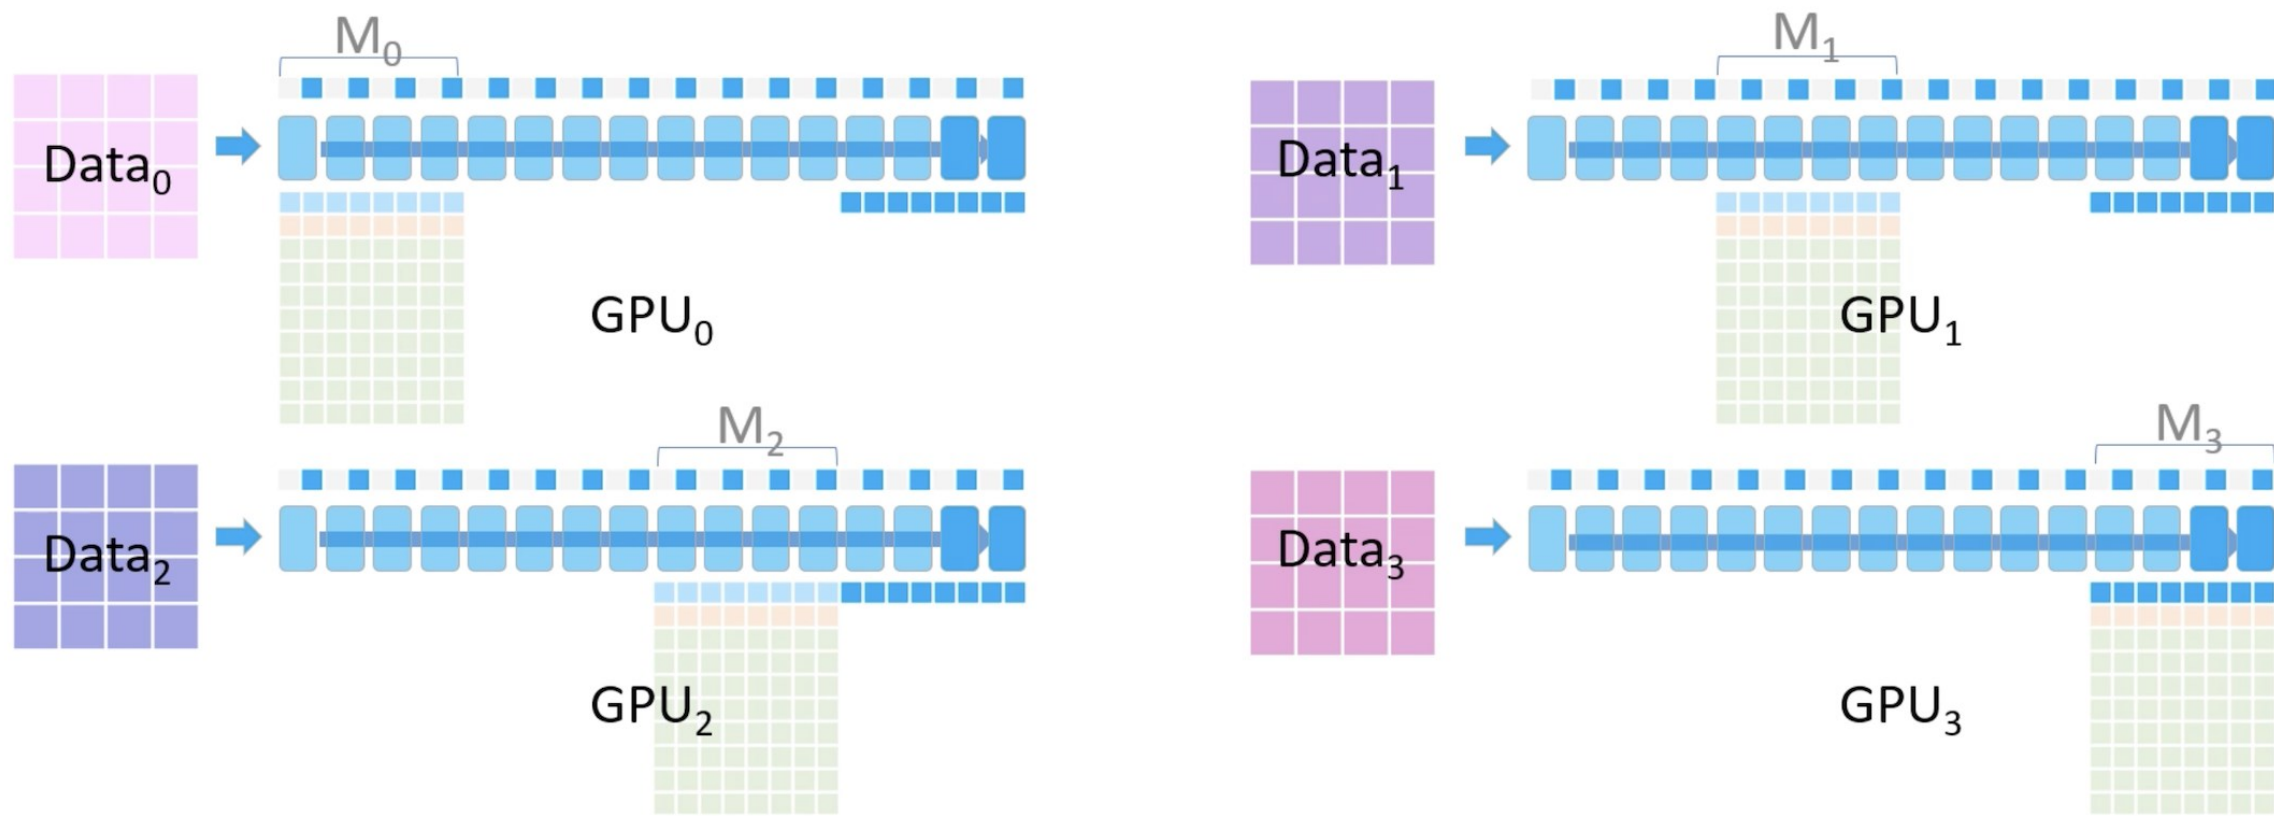 M₀
Data₀
GPU₀
M₁
Data₁
GPU₁
M₂
Data₂
GPU₂
M₃
Data₃
GPU₃